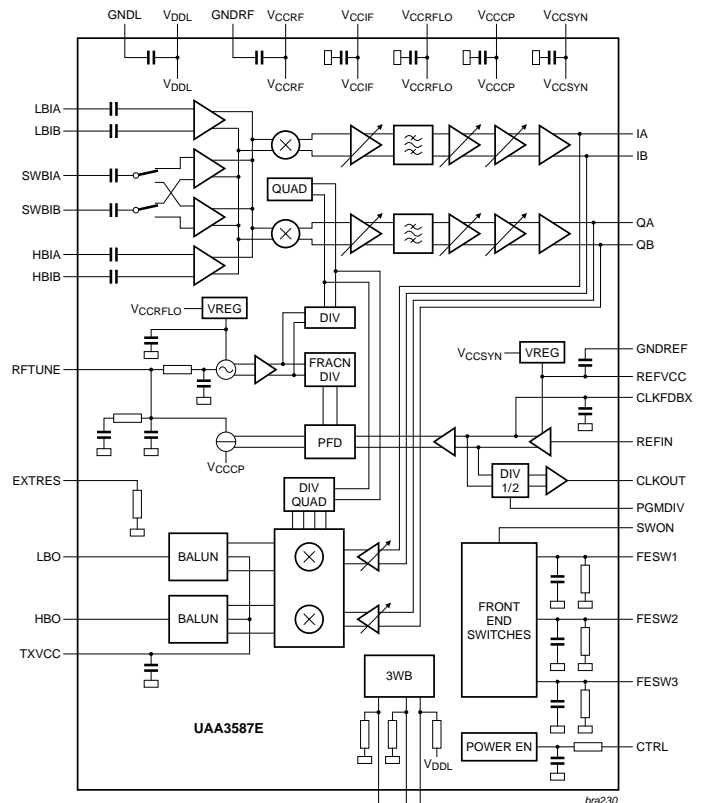 GNDL VDDL GNDRF VCCRF VCCIF VCCRFLO VCCCP VCCSYN
VDDL VCCRF VCCIF VCCRFLO VCCCP VCCSYN
LBIA
LBIB
SWBIA
SWBIB
HBIA
HBIB
IA
IB
QUAD
QA
QB
VCCRFLO VREG
DIV
FRACN
DIV
RFTUNE
VCCSYN VREG
GNDREF
REFVCC
CLKFDBX
REFIN
PFD
VCCCP
DIV
1/2
CLKOUT
PGMDIV
EXTRES
DIV
QUAD
SWON
LBO
BALUN
HBO
BALUN
TXVCC
FRONT
END
SWITCHES
FESW1
FESW2
FESW3
3WB
VDDL
UAA3587E
POWER EN
CTRL
bra230